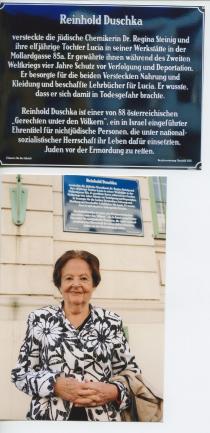 Reinhold Duschka
versteckte die jüdische Chemikerin Dr. Regina Steinig und
ihre elfjährige Tochter Lucia in seiner Werkstätte in der
Mollardgasse 85a. Er gewährte ihnen während des Zweiten
Weltkriegs vier Jahre Schutz vor Verfolgung und Deportation.
Er besorgte für die beiden Versteckten Nahrung und
Kleidung und beschaffte Lehrbücher für Lucia. Er wusste,
dass er sich damit in Todesgefahr brachte.
Reinhold Duschka ist einer von 88 österreichischen
„Gerechten unter den Völkern", ein in Israel eingeführter
Ehrentitel für nichtjüdische Personen, die unter national-
sozialistischer Herrschaft ihr Leben dafür einsetzten,
Juden vor der Ermordung zu retten.
Reinhold Duschka